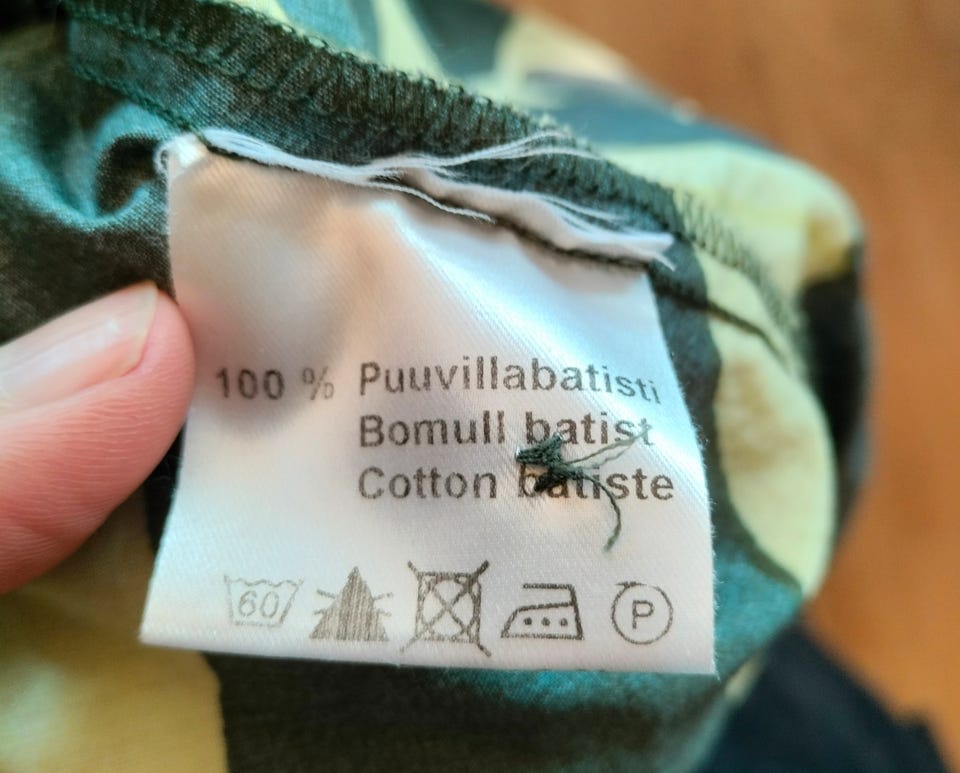 100 % Puuvillabatisti
Bomull batist
Cotton batiste
60 P